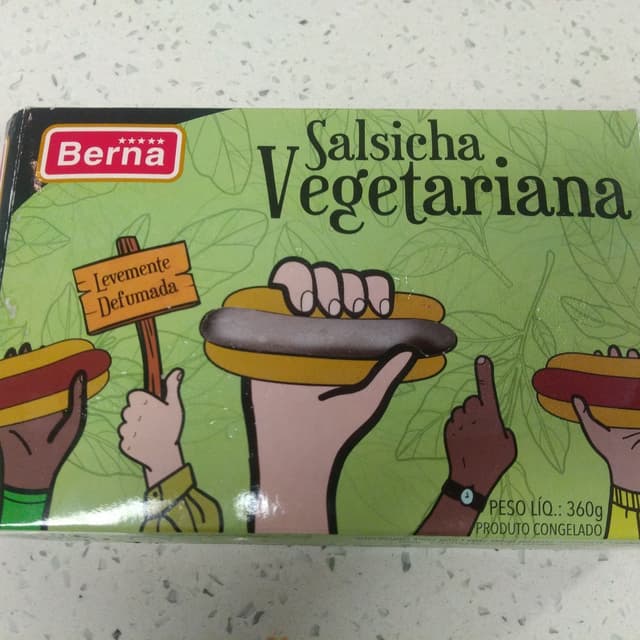 Berna
Salsicha
Vegetariana
Levemente
Defumada
PESO LÍQ.: 360g
PRODUTO CONGELADO